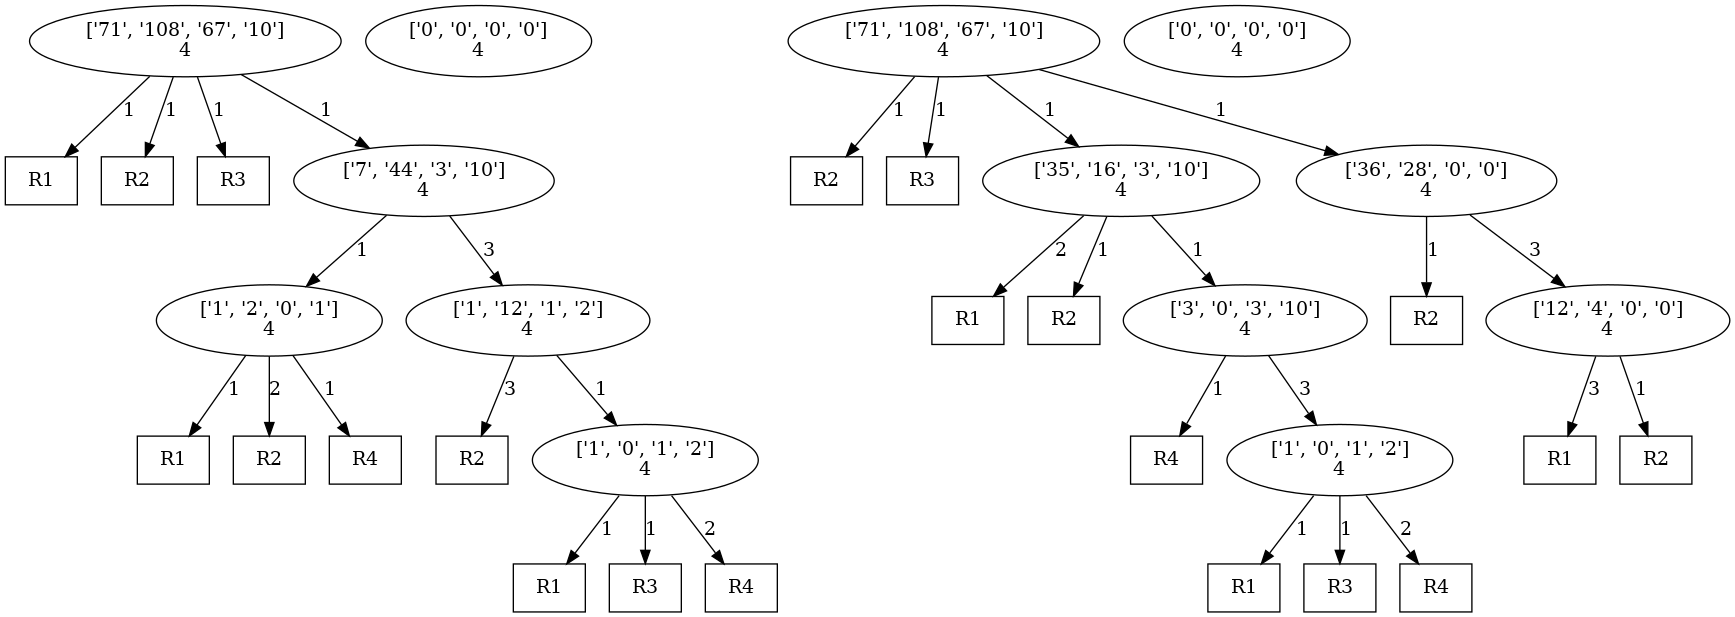 ['71', '108', '67', '10']
4
['0', '0', '0', '0']
4
['71', '108', '67', '10']
4
['0', '0', '0', '0']
4
1
1
1
1
1
1
1
1
R1
R2
R3
['7', '44', '3', '10']
4
R2
R3
['35', '16', '3', '10']
4
['36', '28', '0', '0']
4
1
3
2
1
1
1
3
['1', '2', '0', '1']
4
['1', '12', '1', '2']
4
R1
R2
['3', '0', '3', '10']
4
R2
['12', '4', '0', '0']
4
1
2
1
3
1
1
3
3
1
R1
R2
R4
R2
['1', '0', '1', '2']
4
R4
['1', '0', '1', '2']
4
R1
R2
1
1
2
1
1
2
R1
R3
R4
R1
R3
R4